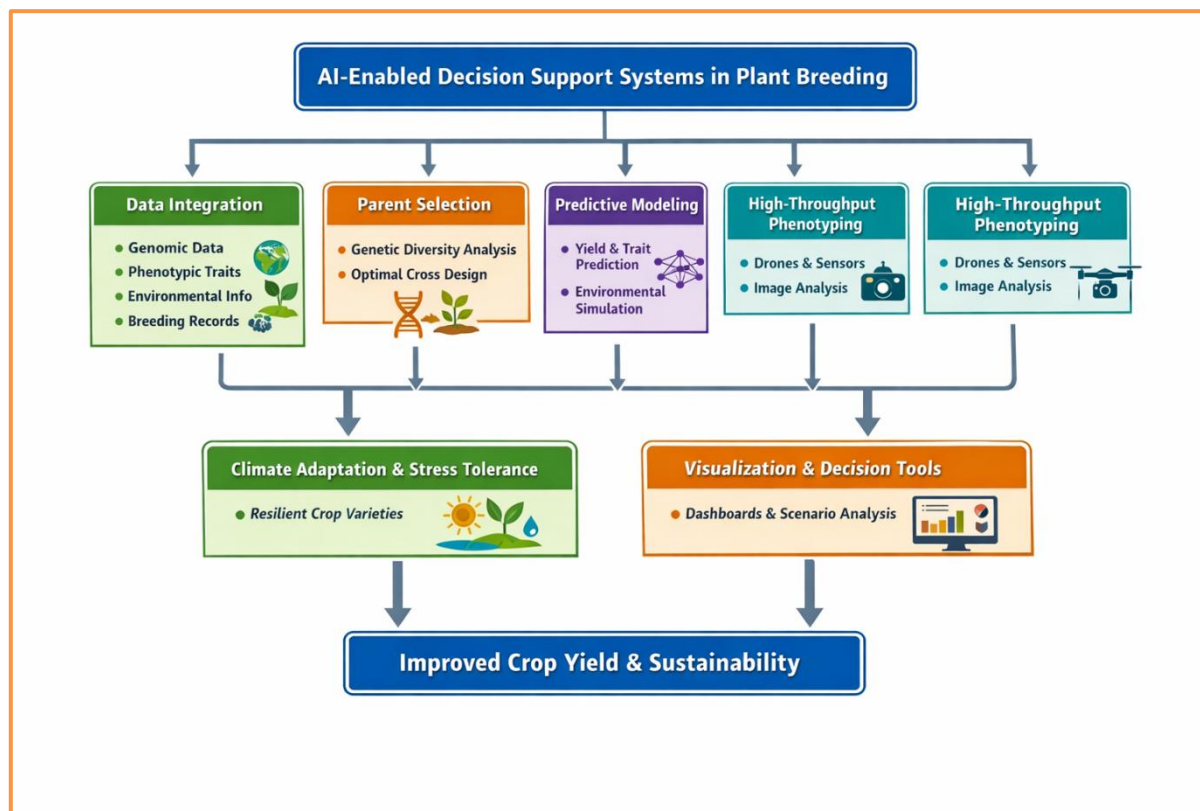 AI-Enabled Decision Support Systems in Plant Breeding
Data Integration
• Genomic Data
• Phenotypic Traits
• Environmental Info
• Breeding Records
Parent Selection
• Genetic Diversity Analysis
• Optimal Cross Design
Predictive Modeling
• Yield & Trait
Prediction
• Environmental
Simulation
High-Throughput
Phenotyping
• Drones & Sensors
• Image Analysis
High-Throughput
Phenotyping
• Drones & Sensors
• Image Analysis
Climate Adaptation & Stress Tolerance
• Resilient Crop Varieties
Visualization & Decision Tools
• Dashboards & Scenario Analysis
Improved Crop Yield & Sustainability